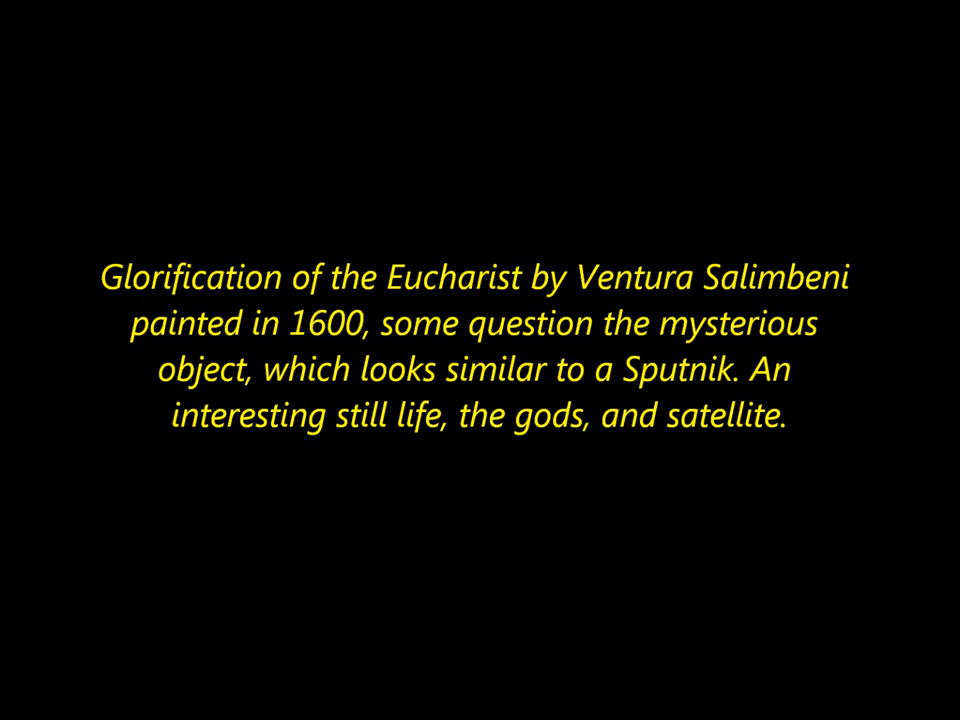 Glorification of the Eucharist by Ventura Salimbeni
painted in 1600, some question the mysterious
object, which looks similar to a Sputnik. An
interesting still life, the gods, and satellite.